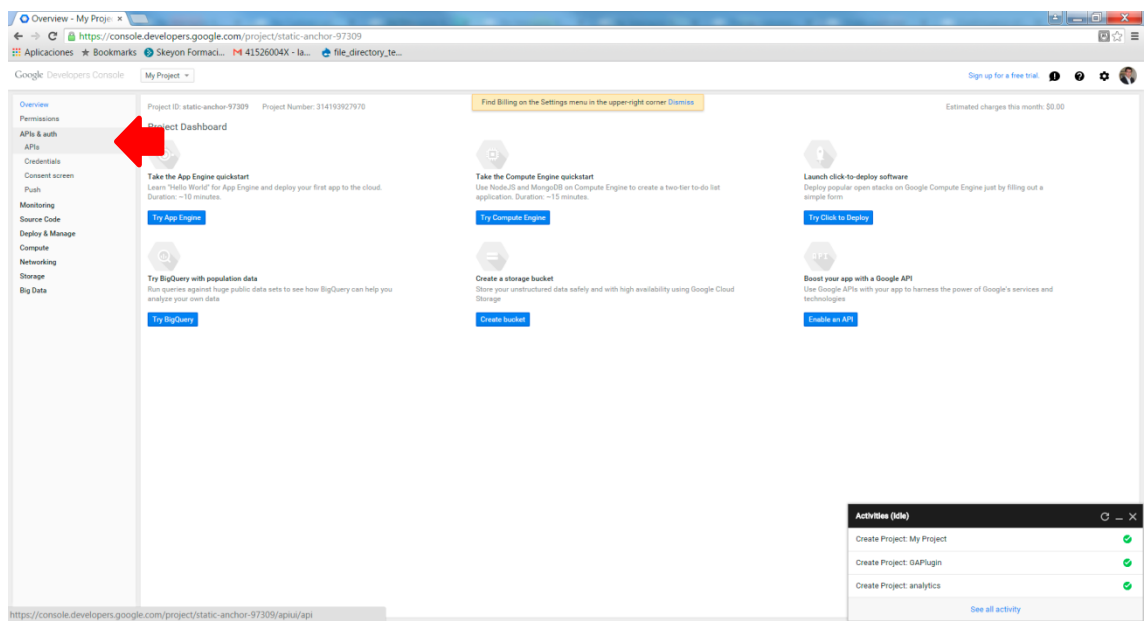 Overview - My Projec
https://console.developers.google.com/project/static-anchor-97309
Aplicaciones Bookmarks Skeyon Formaci... 41526004X - la... file_directory_te...
Google Developers Console My Project Sign up for a free trial.
Overview
Permissions
APIs & auth
APIs
Credentials
Consent screen
Push
Monitoring
Source Code
Deploy & Manage
Compute
Networking
Storage
Big Data
Project ID: static-anchor-97309 Project Number: 314193927970
Find Billing on the Settings menu in the upper-right corner Dismiss
Estimated charges this month: $0.00
Project Dashboard
Take the App Engine quickstart
Learn "Hello World" for App Engine and deploy your first app to the cloud.
Duration: ~10 minutes.
Try App Engine
Take the Compute Engine quickstart
Use NodeJS and MongoDB on Compute Engine to create a two-tier to-do list
application. Duration: ~15 minutes.
Try Compute Engine
Launch click-to-deploy software
Deploy popular open stacks on Google Compute Engine just by filling out a
simple form
Try Click to Deploy
Try BigQuery with population data
Run queries against huge public data sets to see how BigQuery can help you
analyze your own data
Try BigQuery
Create a storage bucket
Store your unstructured data safely and with high availability using Google Cloud
Storage
Create bucket
API
Boost your app with a Google API
Use Google APIs with your app to harness the power of Google's services and
technologies
Enable an API
Activities (Idle)
Create Project: My Project
Create Project: GAPlugin
Create Project: analytics
See all activity
https://console.developers.google.com/project/static-anchor-97309/apiui/api